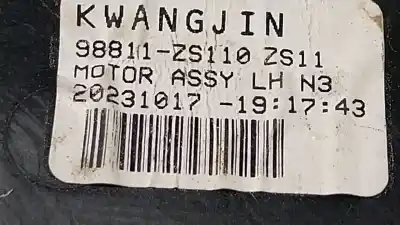 KWANGJIN
98811-ZS110 ZS11
MOTOR ASSY LH N3
20231017 -19:17:43